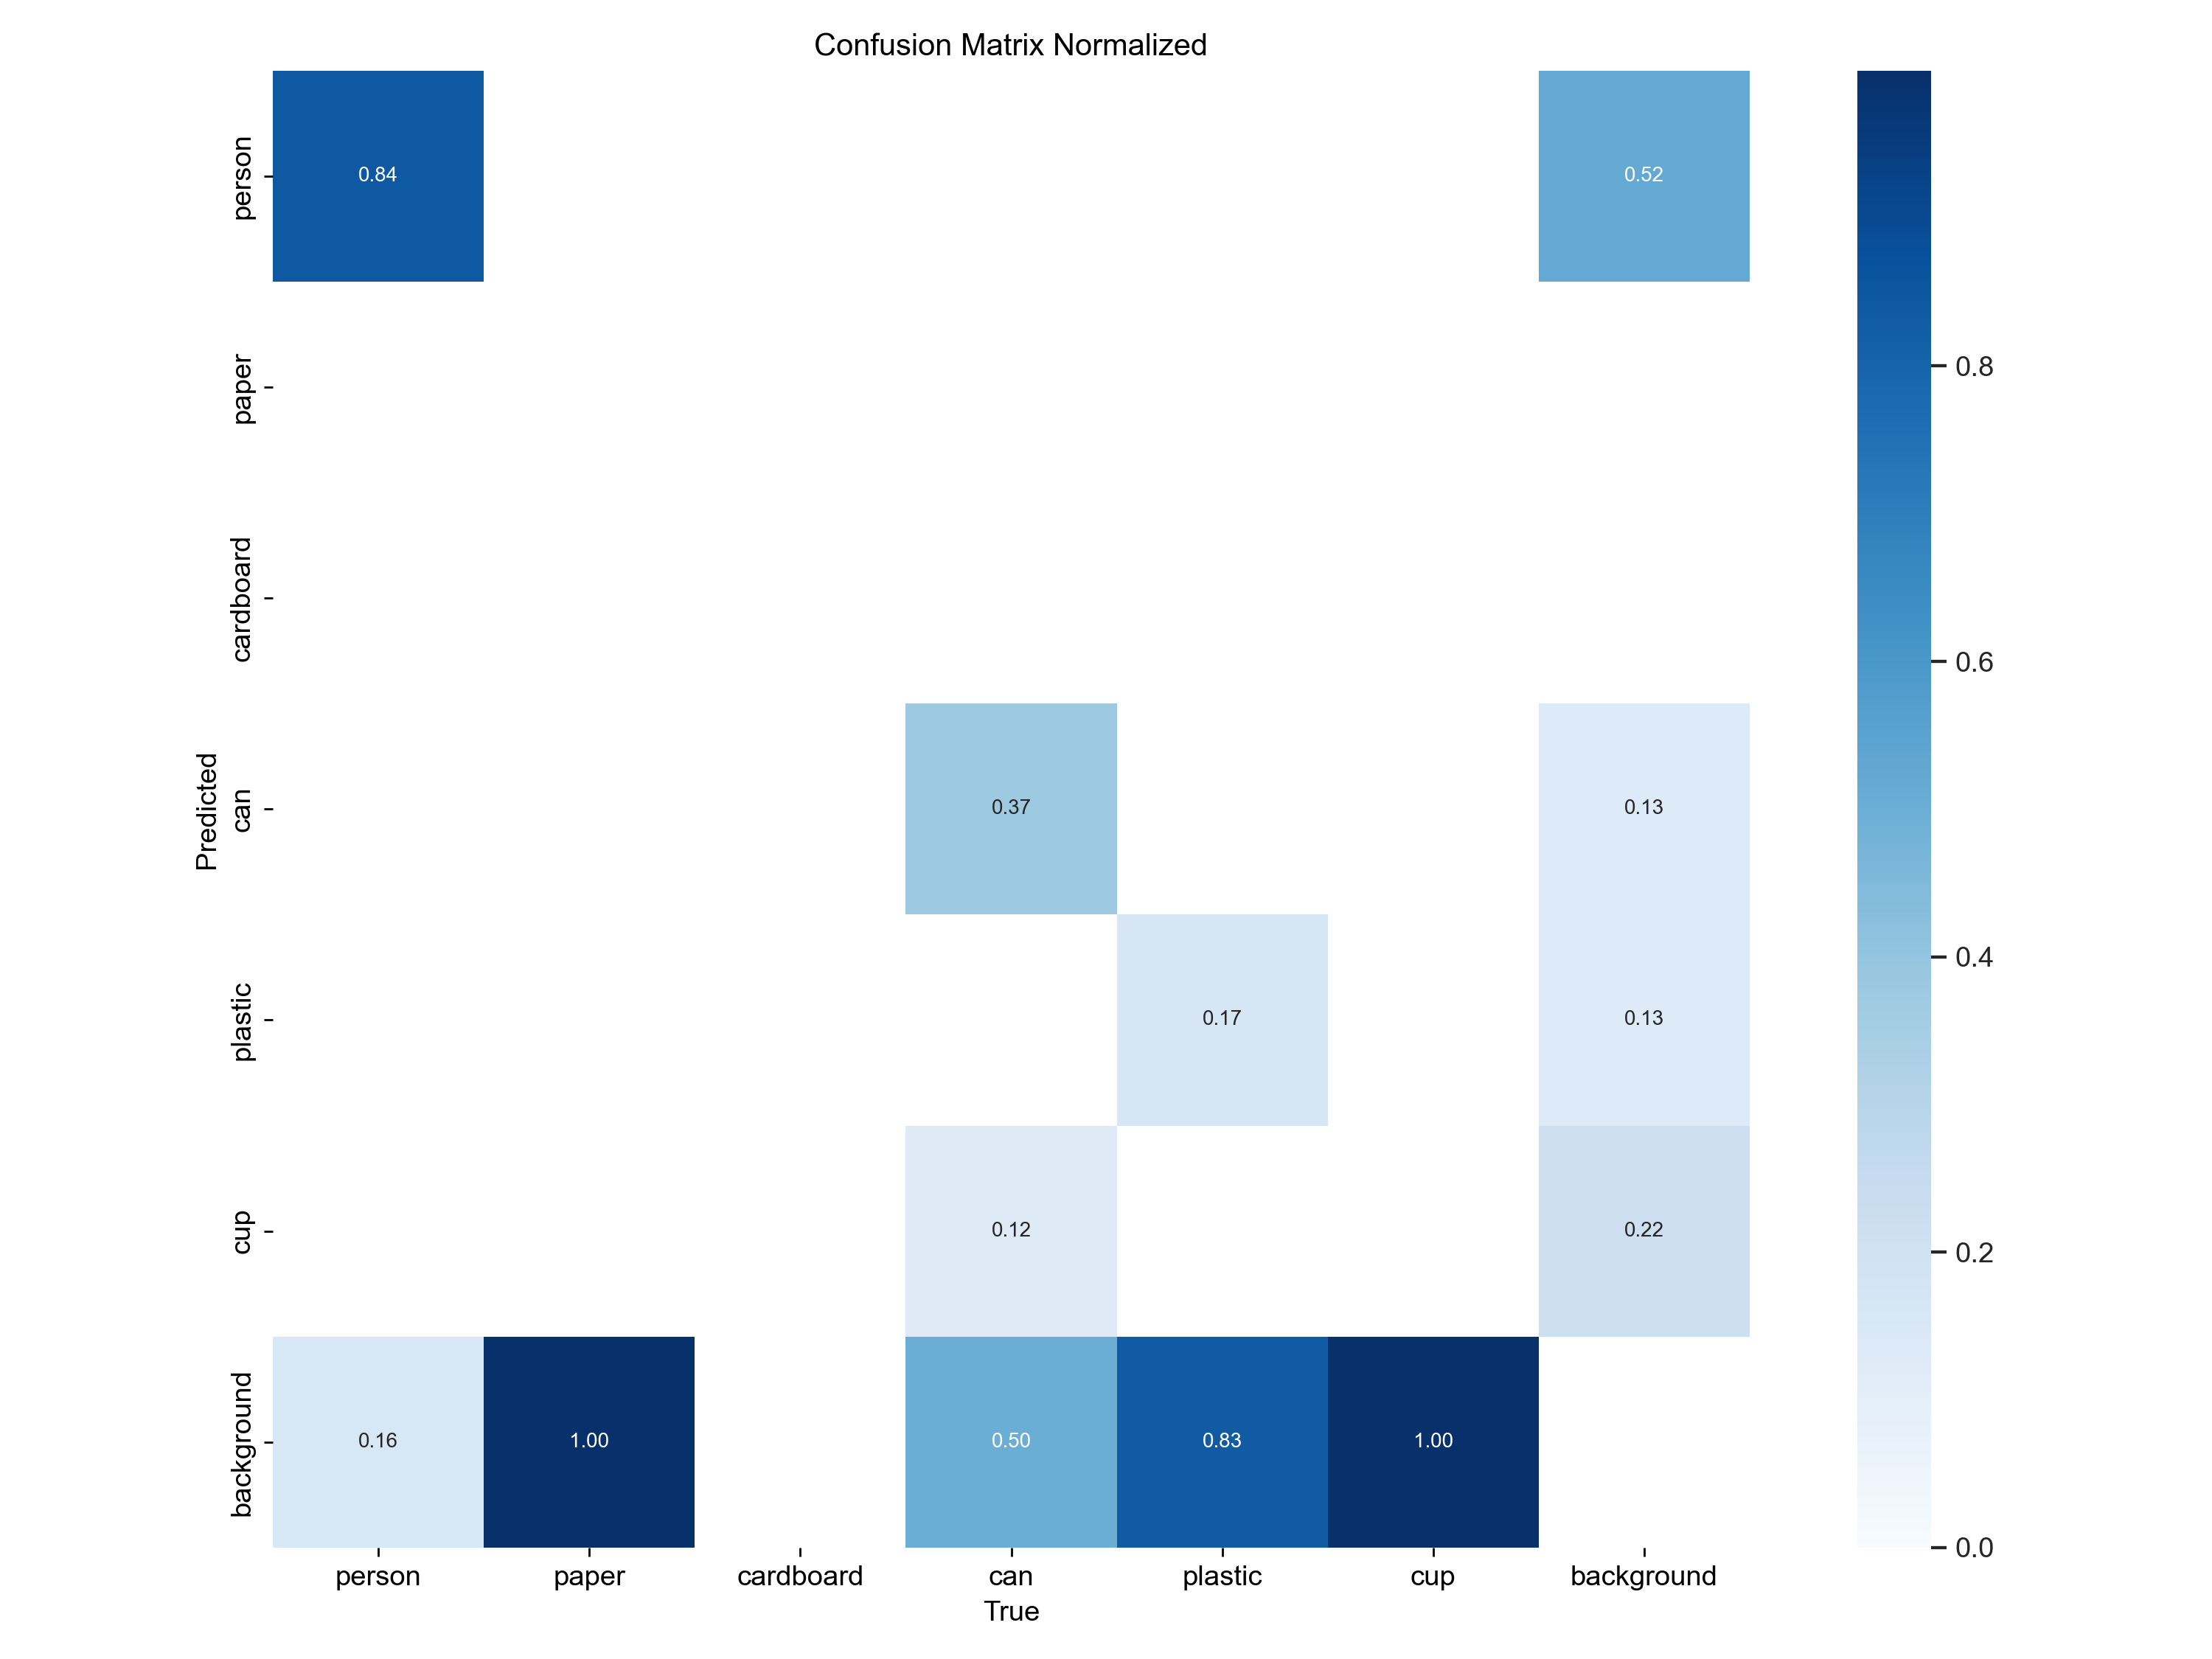 Confusion Matrix Normalized
person
0.84
0.52
0.8
paper
cardboard
0.6
Predicted
can
0.37
0.13
0.4
plastic
0.17
0.13
cup
0.12
0.22
0.2
background
0.16
1.00
0.50
0.83
1.00
0.0
person paper cardboard can plastic cup background
True